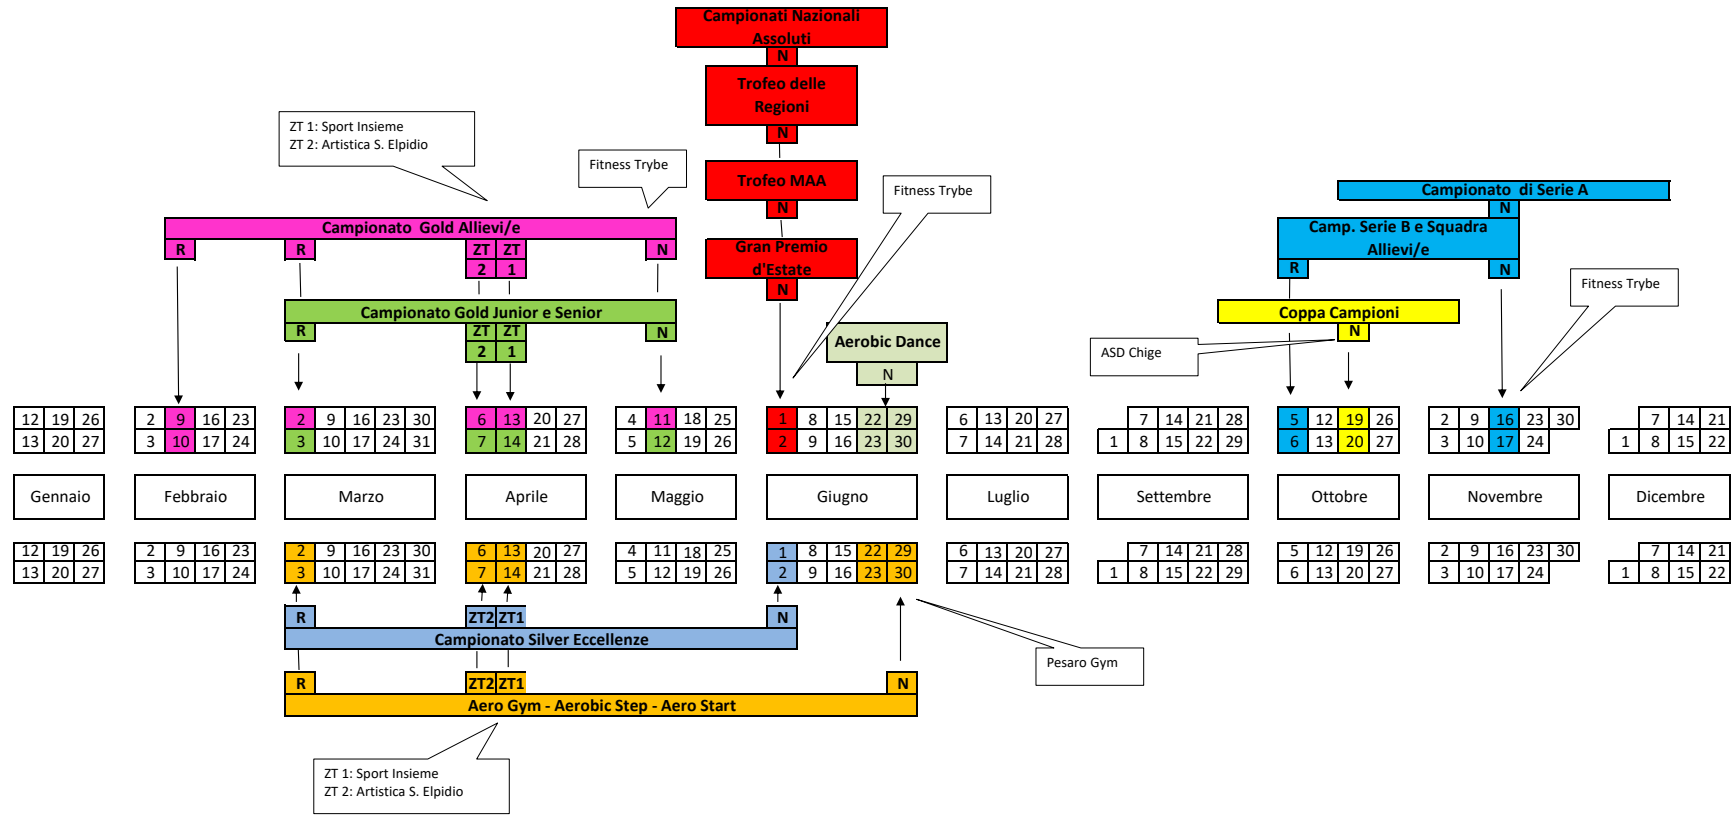 Campionati Nazionali
Assoluti
N
Trofeo delle
Regioni
N
ZT 1: Sport Insieme
ZT 2: Artistica S. Elpidio
Fitness Trybe
Trofeo MAA
N
Fitness Trybe
Campionato di Serie A
N
Campionato Gold Allievi/e
R R ZT ZT N
2 1
Gran Premio
d'Estate
N
Camp. Serie B e Squadra
Allievi/e
R N
Fitness Trybe
Campionato Gold Junior e Senior
R ZT ZT N
2 1
Coppa Campioni
N
ASD Chige
Aerobic Dance
N
12 19 26 2 9 16 23 2 9 16 23 30 6 13 20 27 4 11 18 25 1 8 15 22 29 6 13 20 27 7 14 21 28 5 12 19 26 2 9 16 23 30 7 14 21
13 20 27 3 10 17 24 3 10 17 24 31 7 14 21 28 5 12 19 26 2 9 16 23 30 7 14 21 28 1 8 15 22 29 6 13 20 27 3 10 17 24 1 8 15 22
Gennaio Febbraio Marzo Aprile Maggio Giugno Luglio Settembre Ottobre Novembre Dicembre
12 19 26 2 9 16 23 2 9 16 23 30 6 13 20 27 4 11 18 25 1 8 15 22 29 6 13 20 27 7 14 21 28 5 12 19 26 2 9 16 23 30 7 14 21
13 20 27 3 10 17 24 3 10 17 24 31 7 14 21 28 5 12 19 26 2 9 16 23 30 7 14 21 28 1 8 15 22 29 6 13 20 27 3 10 17 24 1 8 15 22
R ZT2 ZT1 N
Campionato Silver Eccellenze
Pesaro Gym
R ZT2 ZT1 N
Aero Gym - Aerobic Step - Aero Start
ZT 1: Sport Insieme
ZT 2: Artistica S. Elpidio